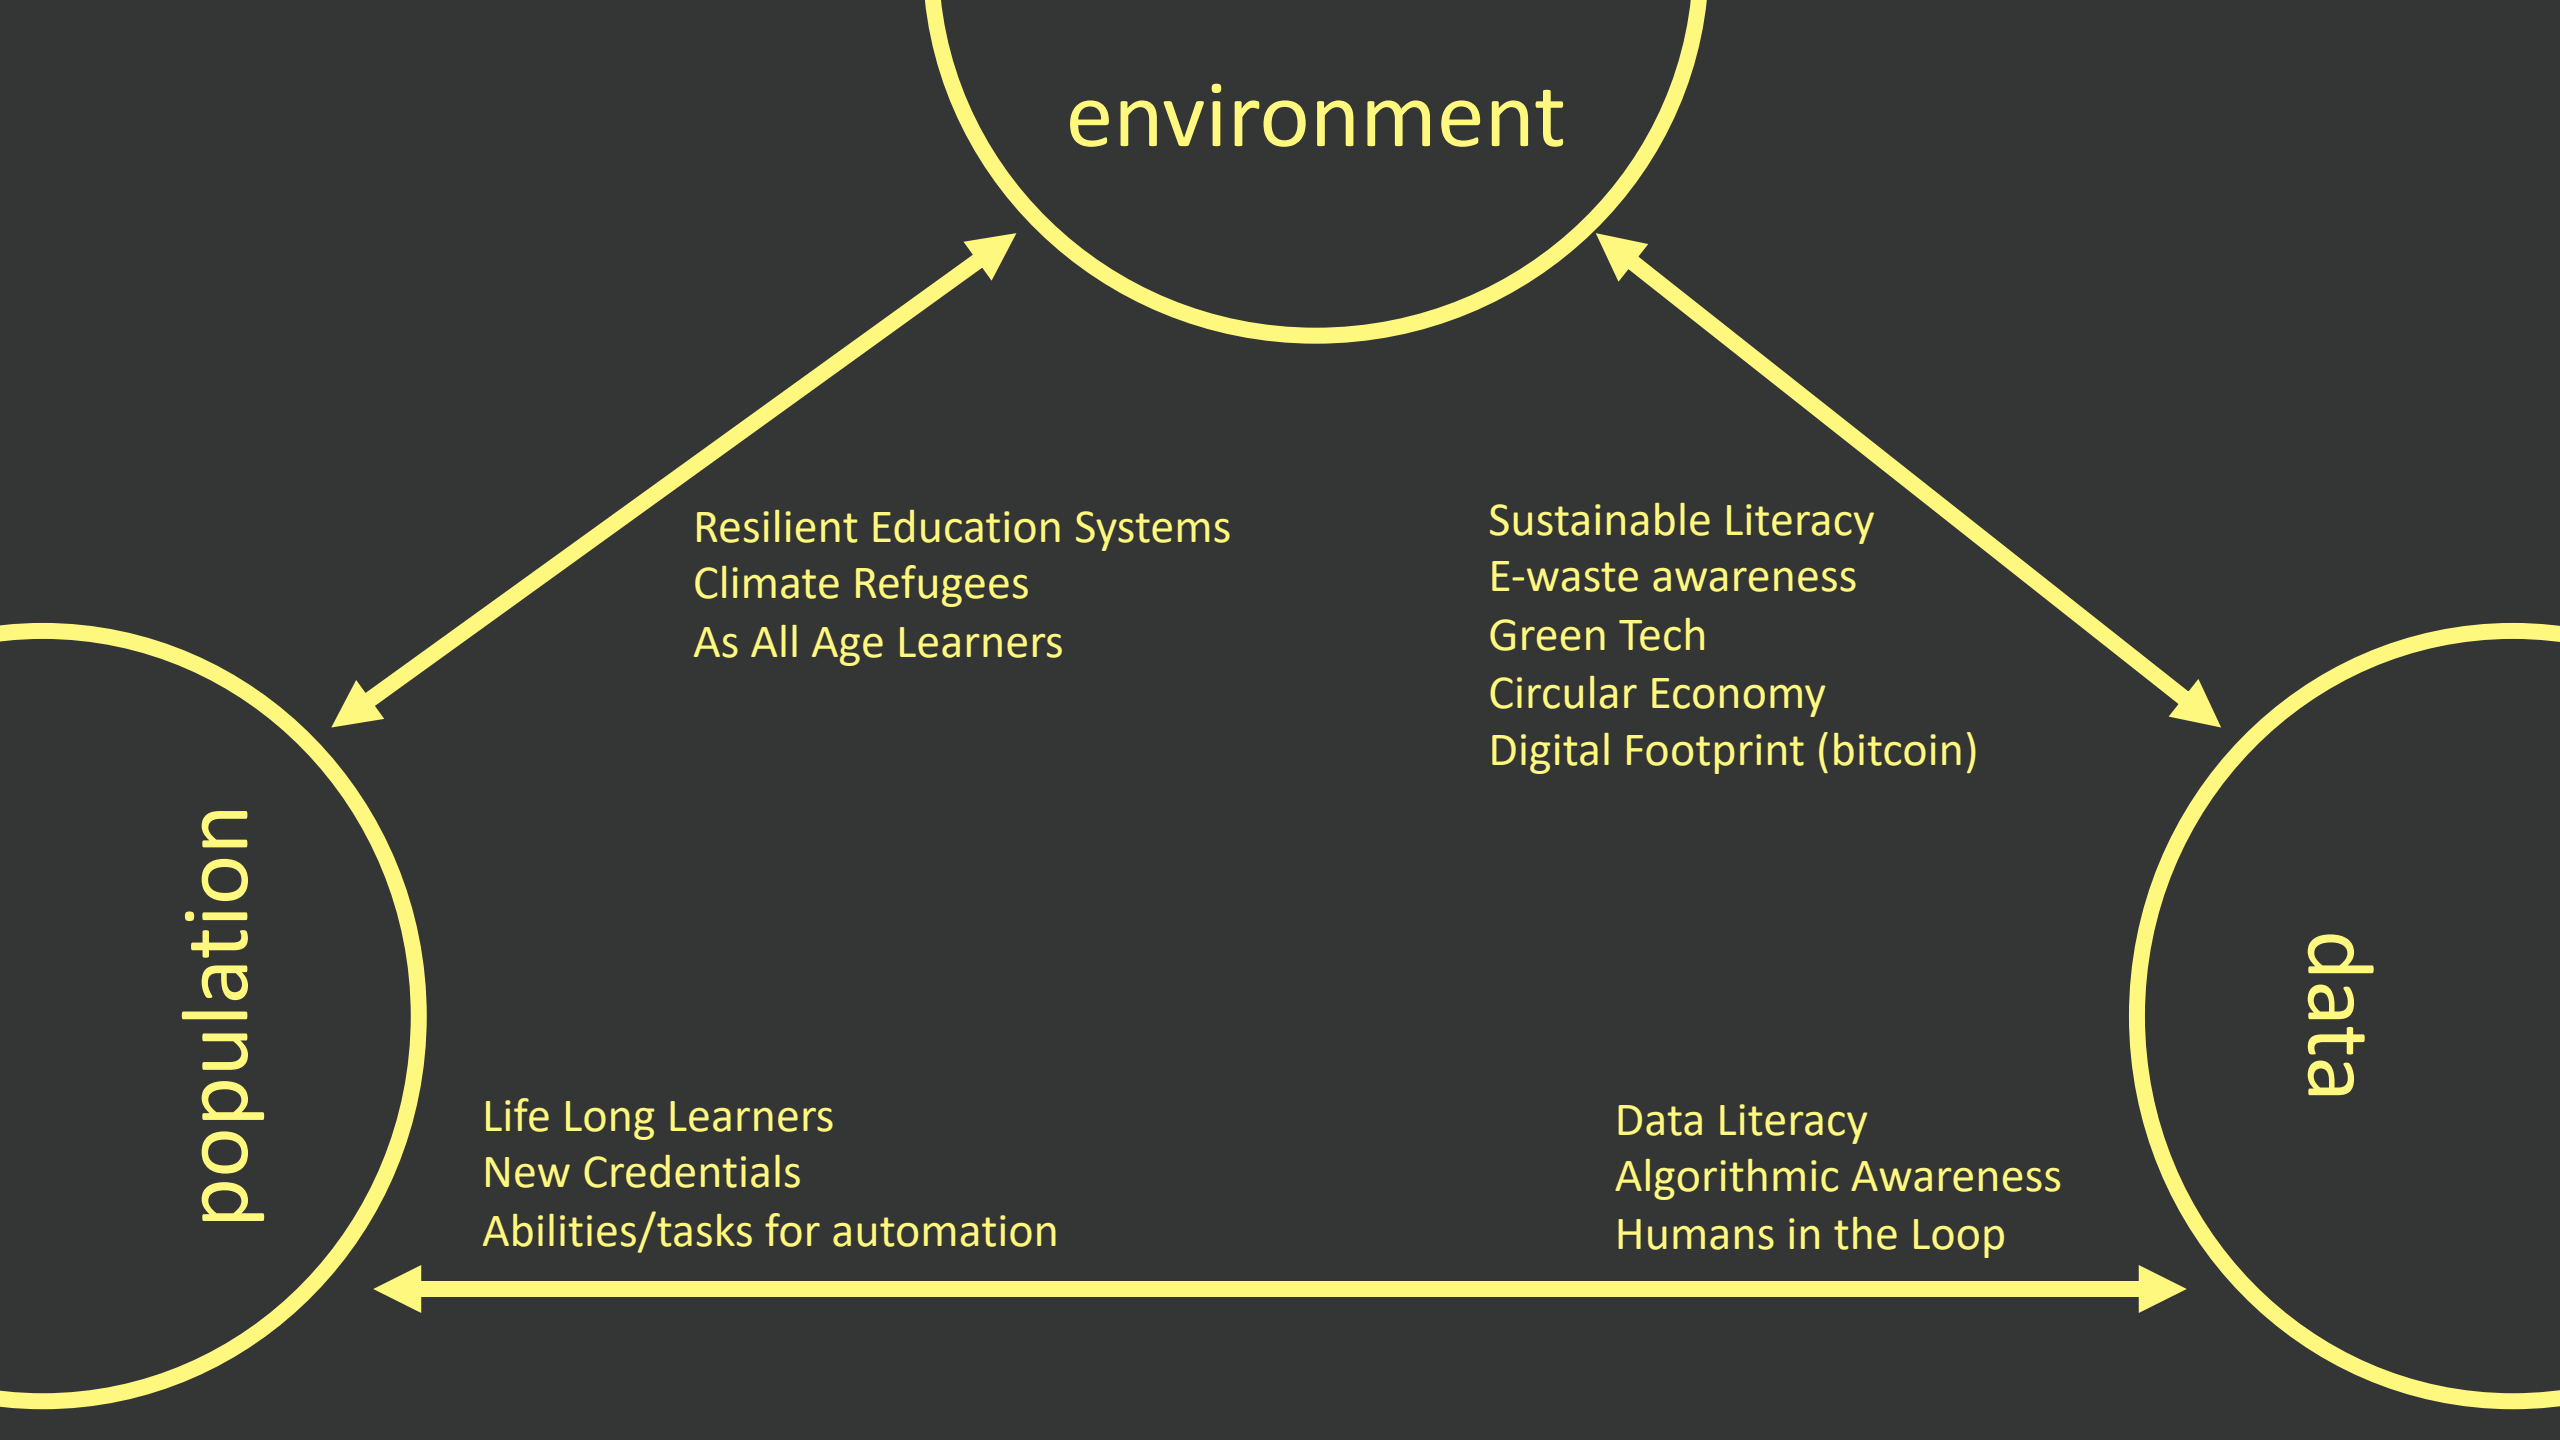 environment
Resilient Education Systems
Climate Refugees
As All Age Learners
Sustainable Literacy
E-waste awareness
Green Tech
Circular Economy
Digital Footprint (bitcoin)
population
data
Life Long Learners
New Credentials
Abilities/tasks for automation
Data Literacy
Algorithmic Awareness
Humans in the Loop